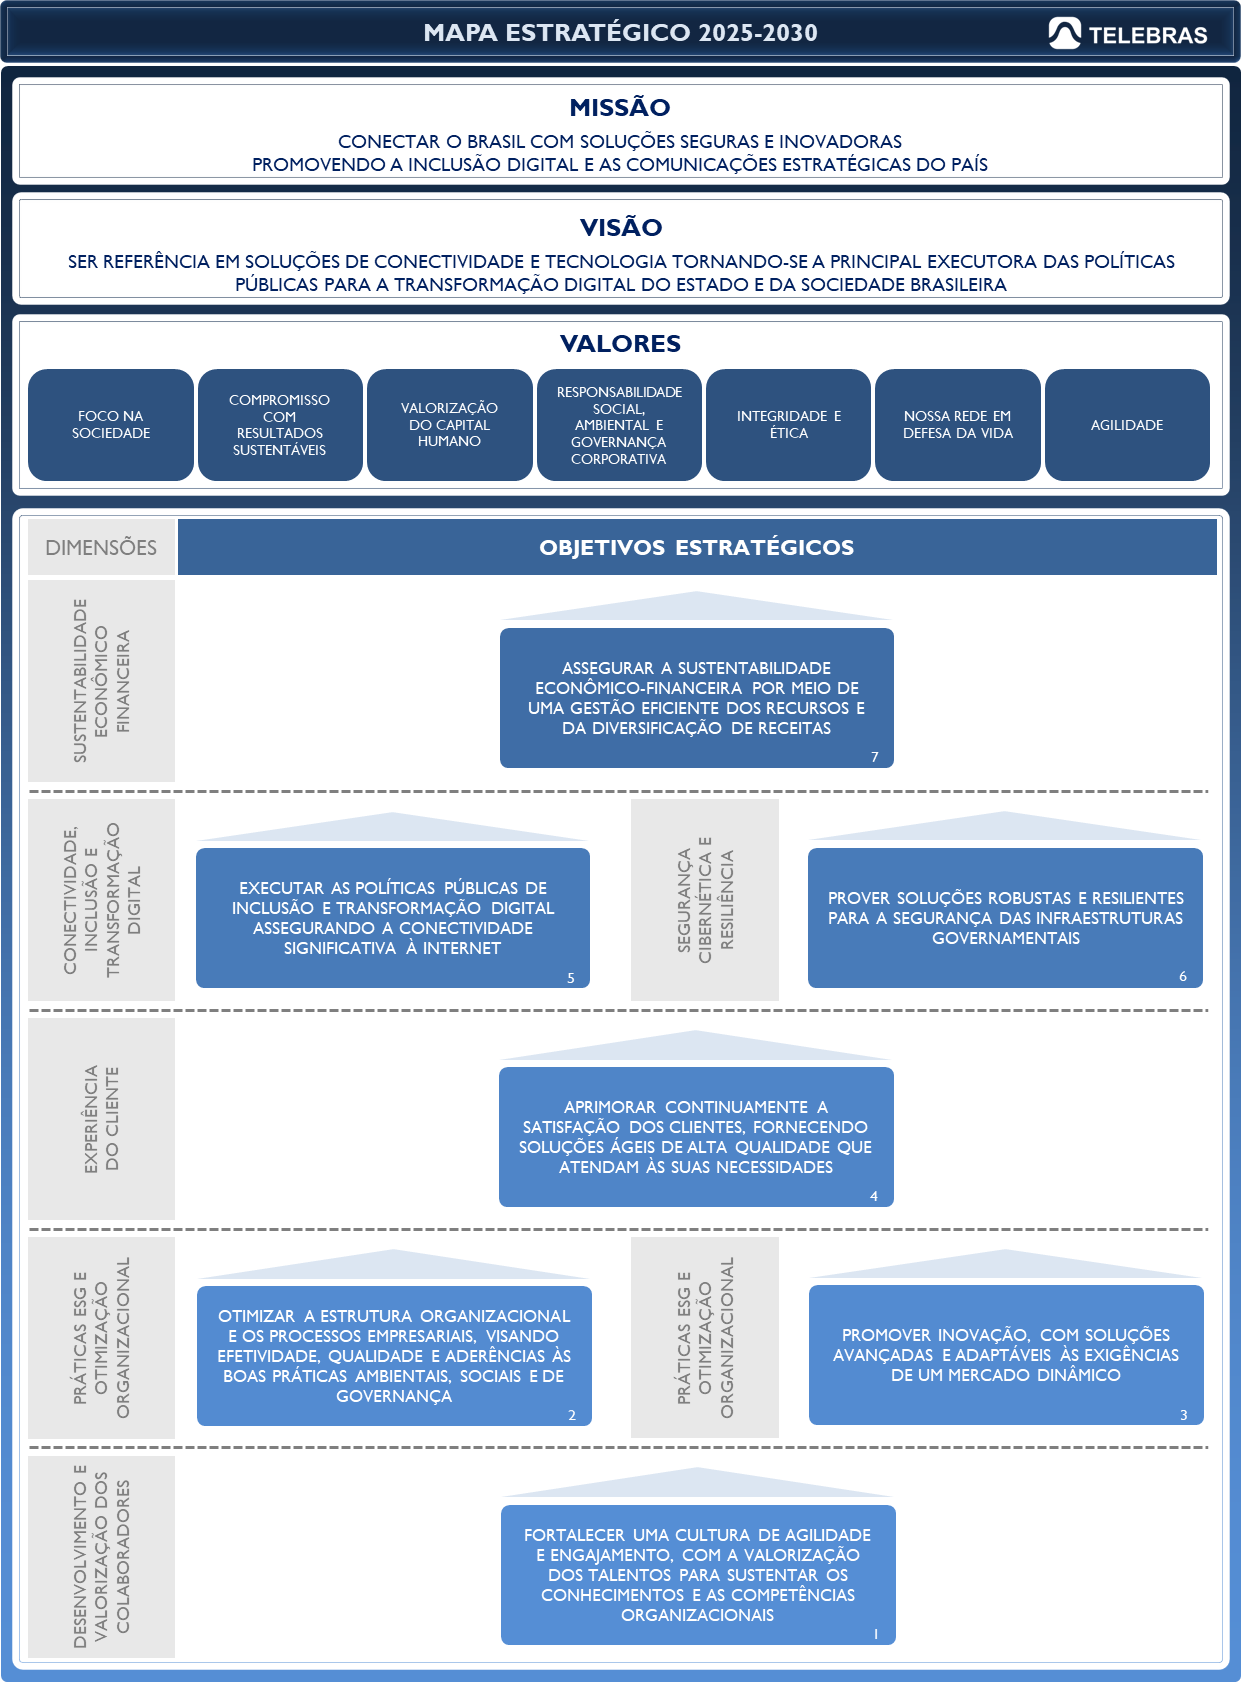 MAPA ESTRATÉGICO 2025-2030
TELEBRAS
MISSÃO
CONECTAR O BRASIL COM SOLUÇÕES SEGURAS E INOVADORAS
PROMOVENDO A INCLUSÃO DIGITAL E AS COMUNICAÇÕES ESTRATÉGICAS DO PAÍS
VISÃO
SER REFERÊNCIA EM SOLUÇÕES DE CONECTIVIDADE E TECNOLOGIA TORNANDO-SE A PRINCIPAL EXECUTORA DAS POLÍTICAS
PÚBLICAS PARA A TRANSFORMAÇÃO DIGITAL DO ESTADO E DA SOCIEDADE BRASILEIRA
VALORES
FOCO NA
SOCIEDADE
COMPROMISSO
COM
RESULTADOS
SUSTENTÁVEIS
VALORIZAÇÃO
DO CAPITAL
HUMANO
RESPONSABILIDADE
SOCIAL,
AMBIENTAL E
GOVERNANÇA
CORPORATIVA
INTEGRIDADE E
ÉTICA
NOSSA REDE EM
DEFESA DA VIDA
AGILIDADE
DIMENSÕES
OBJETIVOS ESTRATÉGICOS
SUSTENTABILIDADE
ECONÔMICO
FINANCEIRA
ASSEGURAR A SUSTENTABILIDADE
ECONÔMICO-FINANCEIRA POR MEIO DE
UMA GESTÃO EFICIENTE DOS RECURSOS E
DA DIVERSIFICAÇÃO DE RECEITAS
7
CONECTIVIDADE,
INCLUSÃO E
TRANSFORMAÇÃO
DIGITAL
EXECUTAR AS POLÍTICAS PÚBLICAS DE
INCLUSÃO E TRANSFORMAÇÃO DIGITAL
ASSEGURANDO A CONECTIVIDADE
SIGNIFICATIVA À INTERNET
5
SEGURANÇA
CIBERNÉTICA E
RESILIÊNCIA
PROVER SOLUÇÕES ROBUSTAS E RESILIENTES
PARA A SEGURANÇA DAS INFRAESTRUTURAS
GOVERNAMENTAIS
6
EXPERIÊNCIA
DO CLIENTE
APRIMORAR CONTINUAMENTE A
SATISFAÇÃO DOS CLIENTES, FORNECENDO
SOLUÇÕES ÁGEIS DE ALTA QUALIDADE QUE
ATENDAM ÀS SUAS NECESSIDADES
4
PRÁTICAS ESG E
OTIMIZAÇÃO
ORGANIZACIONAL
OTIMIZAR A ESTRUTURA ORGANIZACIONAL
E OS PROCESSOS EMPRESARIAIS, VISANDO
EFETIVIDADE, QUALIDADE E ADERÊNCIAS ÀS
BOAS PRÁTICAS AMBIENTAIS, SOCIAIS E DE
GOVERNANÇA
2
PRÁTICAS ESG E
OTIMIZAÇÃO
ORGANIZACIONAL
PROMOVER INOVAÇÃO, COM SOLUÇÕES
AVANÇADAS E ADAPTÁVEIS ÀS EXIGÊNCIAS
DE UM MERCADO DINÂMICO
3
DESENVOLVIMENTO E
VALORIZAÇÃO DOS
COLABORADORES
FORTALECER UMA CULTURA DE AGILIDADE
E ENGAJAMENTO, COM A VALORIZAÇÃO
DOS TALENTOS PARA SUSTENTAR OS
CONHECIMENTOS E AS COMPETÊNCIAS
ORGANIZACIONAIS
1